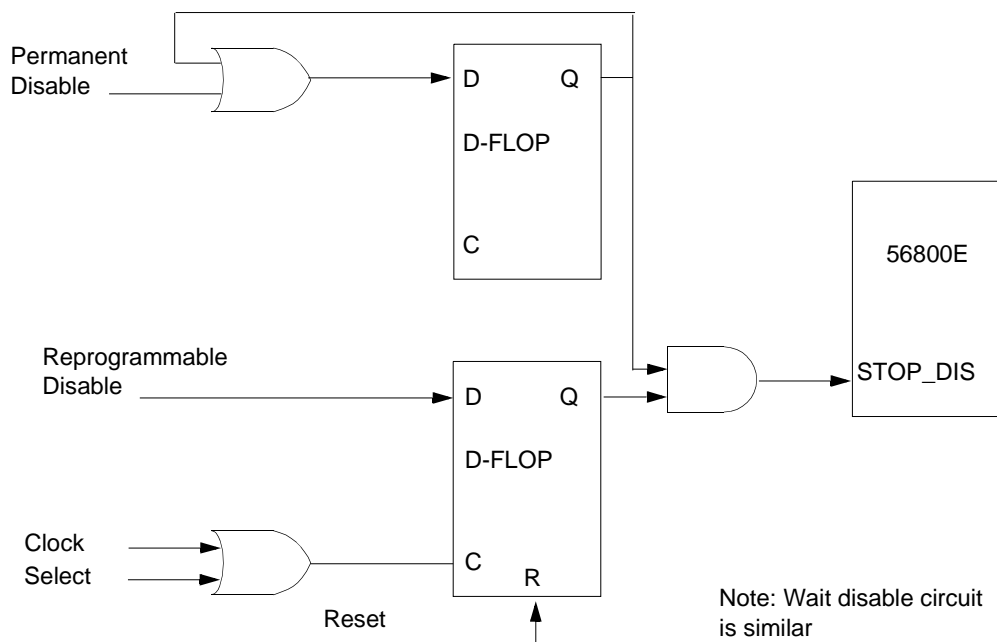 Permanent
Disable
D
Q
D-FLOP
C
56800E
STOP_DIS
Reprogrammable
Disable
D
Q
D-FLOP
Clock
Select
C
R
Reset
Note: Wait disable circuit
is similar